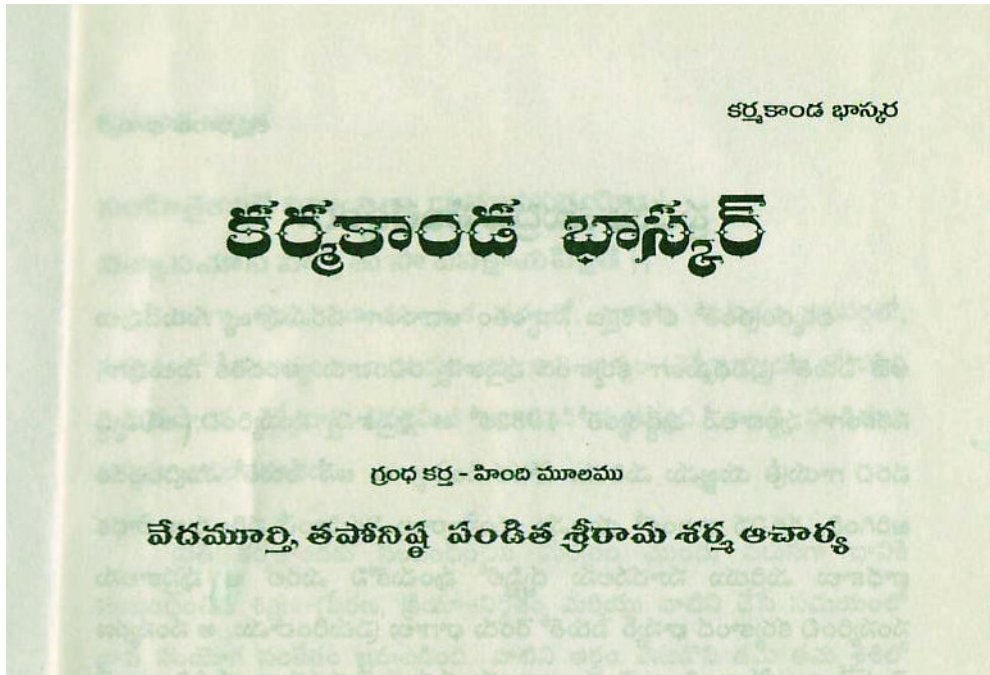 కర్మకాండ భాస్కర
కర్మకాండ భాస్కర్
గ్రంధ కర్త - హింది మూలము
వేదమూర్తి, తపోనిష్ఠ పండిత శ్రీరామ శర్మ ఆచార్య